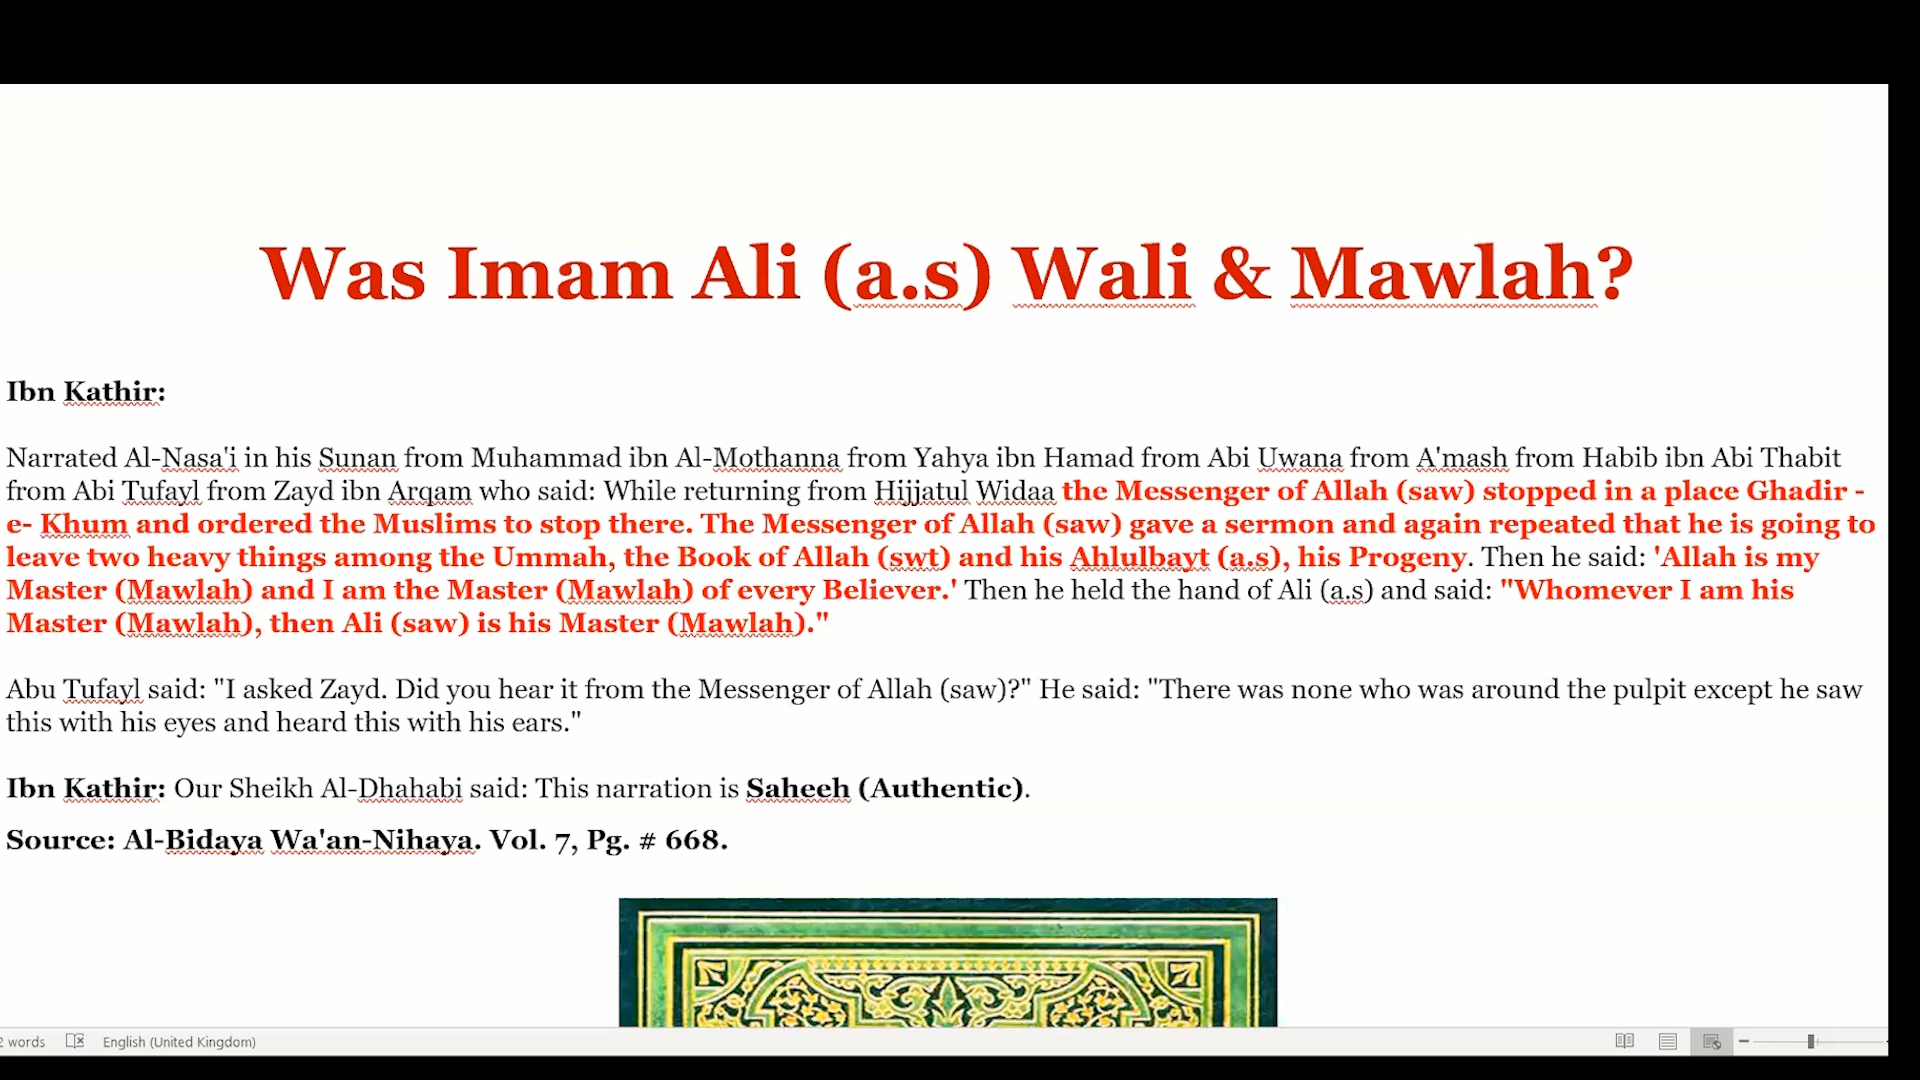 Was Imam Ali (a.s) Wali & Mawlah?
Ibn Kathir:
Narrated Al-Nasa'i in his Sunan from Muhammad ibn Al-Mothanna from Yahya ibn Hamad from Abi Uwana from A'mash from Habib ibn Abi Thabit
from Abi Tufayl from Zayd ibn Arqam who said: While returning from Hijjatul Widaa the Messenger of Allah (saw) stopped in a place Ghadir -
e- Khum and ordered the Muslims to stop there. The Messenger of Allah (saw) gave a sermon and again repeated that he is going to
leave two heavy things among the Ummah, the Book of Allah (swt) and his Ahlulbayt (a.s), his Progeny. Then he said: 'Allah is my
Master (Mawlah) and I am the Master (Mawlah) of every Believer.' Then he held the hand of Ali (a.s) and said: "Whomever I am his
Master (Mawlah), then Ali (saw) is his Master (Mawlah)."
Abu Tufayl said: "I asked Zayd. Did you hear it from the Messenger of Allah (saw)?" He said: "There was none who was around the pulpit except he saw
this with his eyes and heard this with his ears."
Ibn Kathir: Our Sheikh Al-Dhahabi said: This narration is Saheeh (Authentic).
Source: Al-Bidaya Wa'an-Nihaya. Vol. 7, Pg. # 668.
2 words English (United Kingdom)